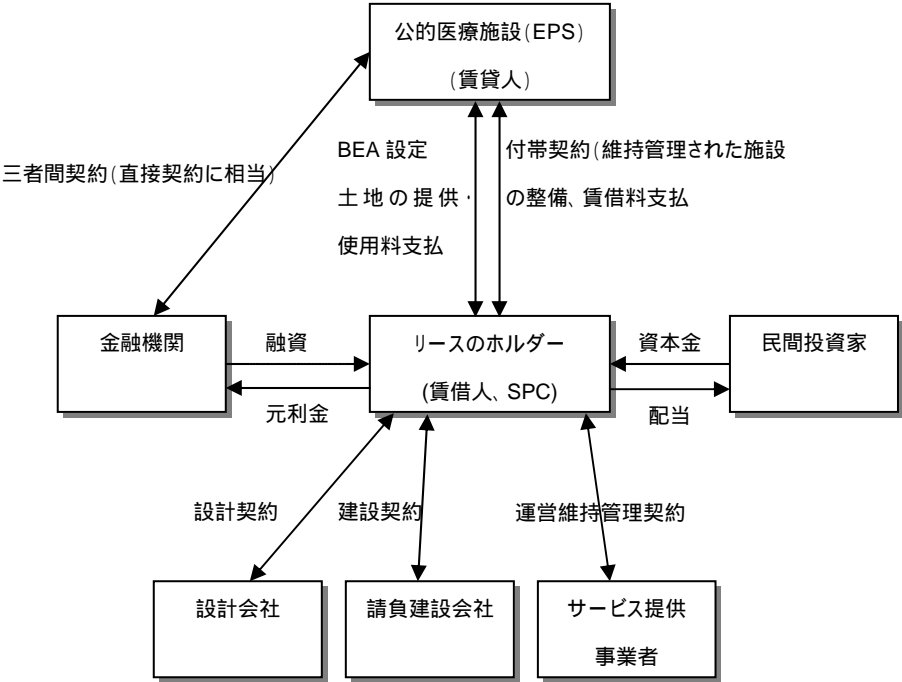 公的医療施設(EPS)
(賃貸人)
BEA 設定
土地の提供・
使用料支払
付帯契約(維持管理された施設
の整備、賃借料支払
三者間契約(直接契約に相当)
金融機関
融資
元利金
リースのホルダー
(賃借人、SPC)
資本金
配当
民間投資家
設計契約
建設契約
運営維持管理契約
設計会社
請負建設会社
サービス提供
事業者